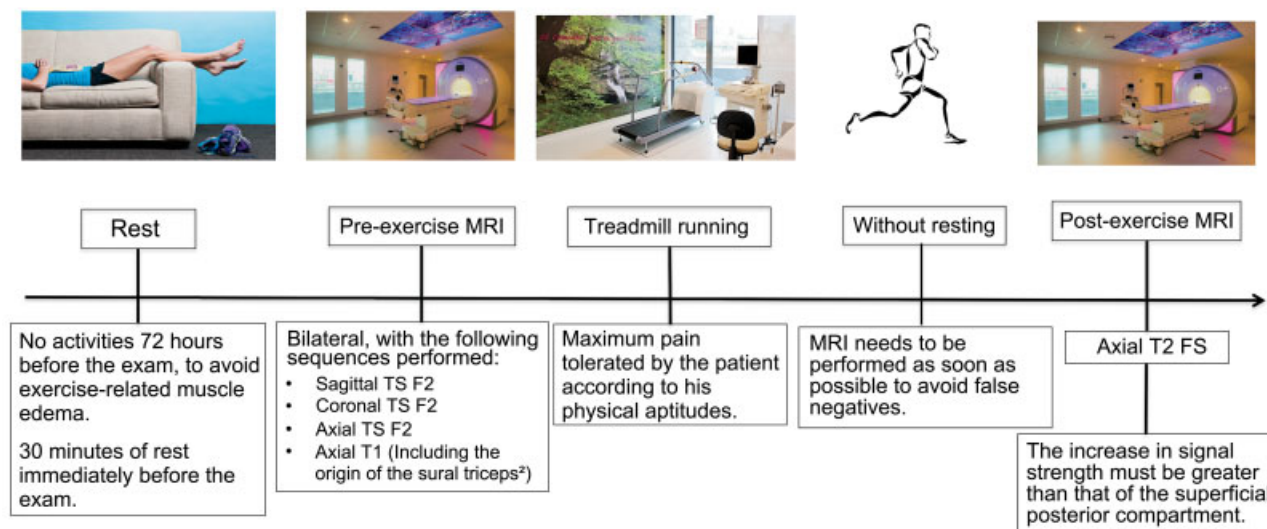 Rest
Pre-exercise MRI
Treadmill running
Without resting
Post-exercise MRI
No activities 72 hours
before the exam, to avoid
exercise-related muscle
edema.
30 minutes of rest
immediately before the
exam.
Bilateral, with the following
sequences performed:
• Sagittal TS F2
• Coronal TS F2
• Axial TS F2
• Axial T1 (Including the
origin of the sural triceps²)
Maximum pain
tolerated by the patient
according to his
physical aptitudes.
MRI needs to be
performed as soon as
possible to avoid false
negatives.
Axial T2 FS
The increase in signal
strength must be greater
than that of the superficial
posterior compartment.